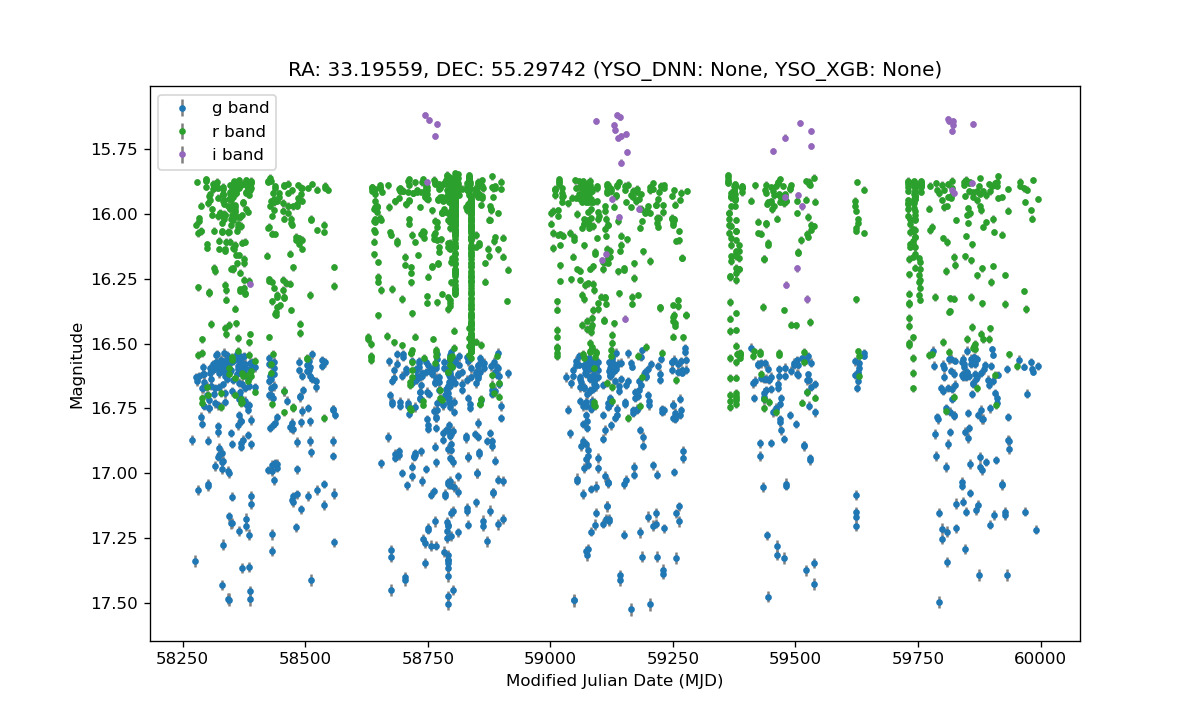 RA: 33.19559, DEC: 55.29742 (YSO_DNN: None, YSO_XGB: None)
g band
r band
i band
15.75
16.00
16.25
16.50
16.75
17.00
17.25
17.50
Magnitude
58250 58500 58750 59000 59250 59500 59750 60000
Modified Julian Date (MJD)